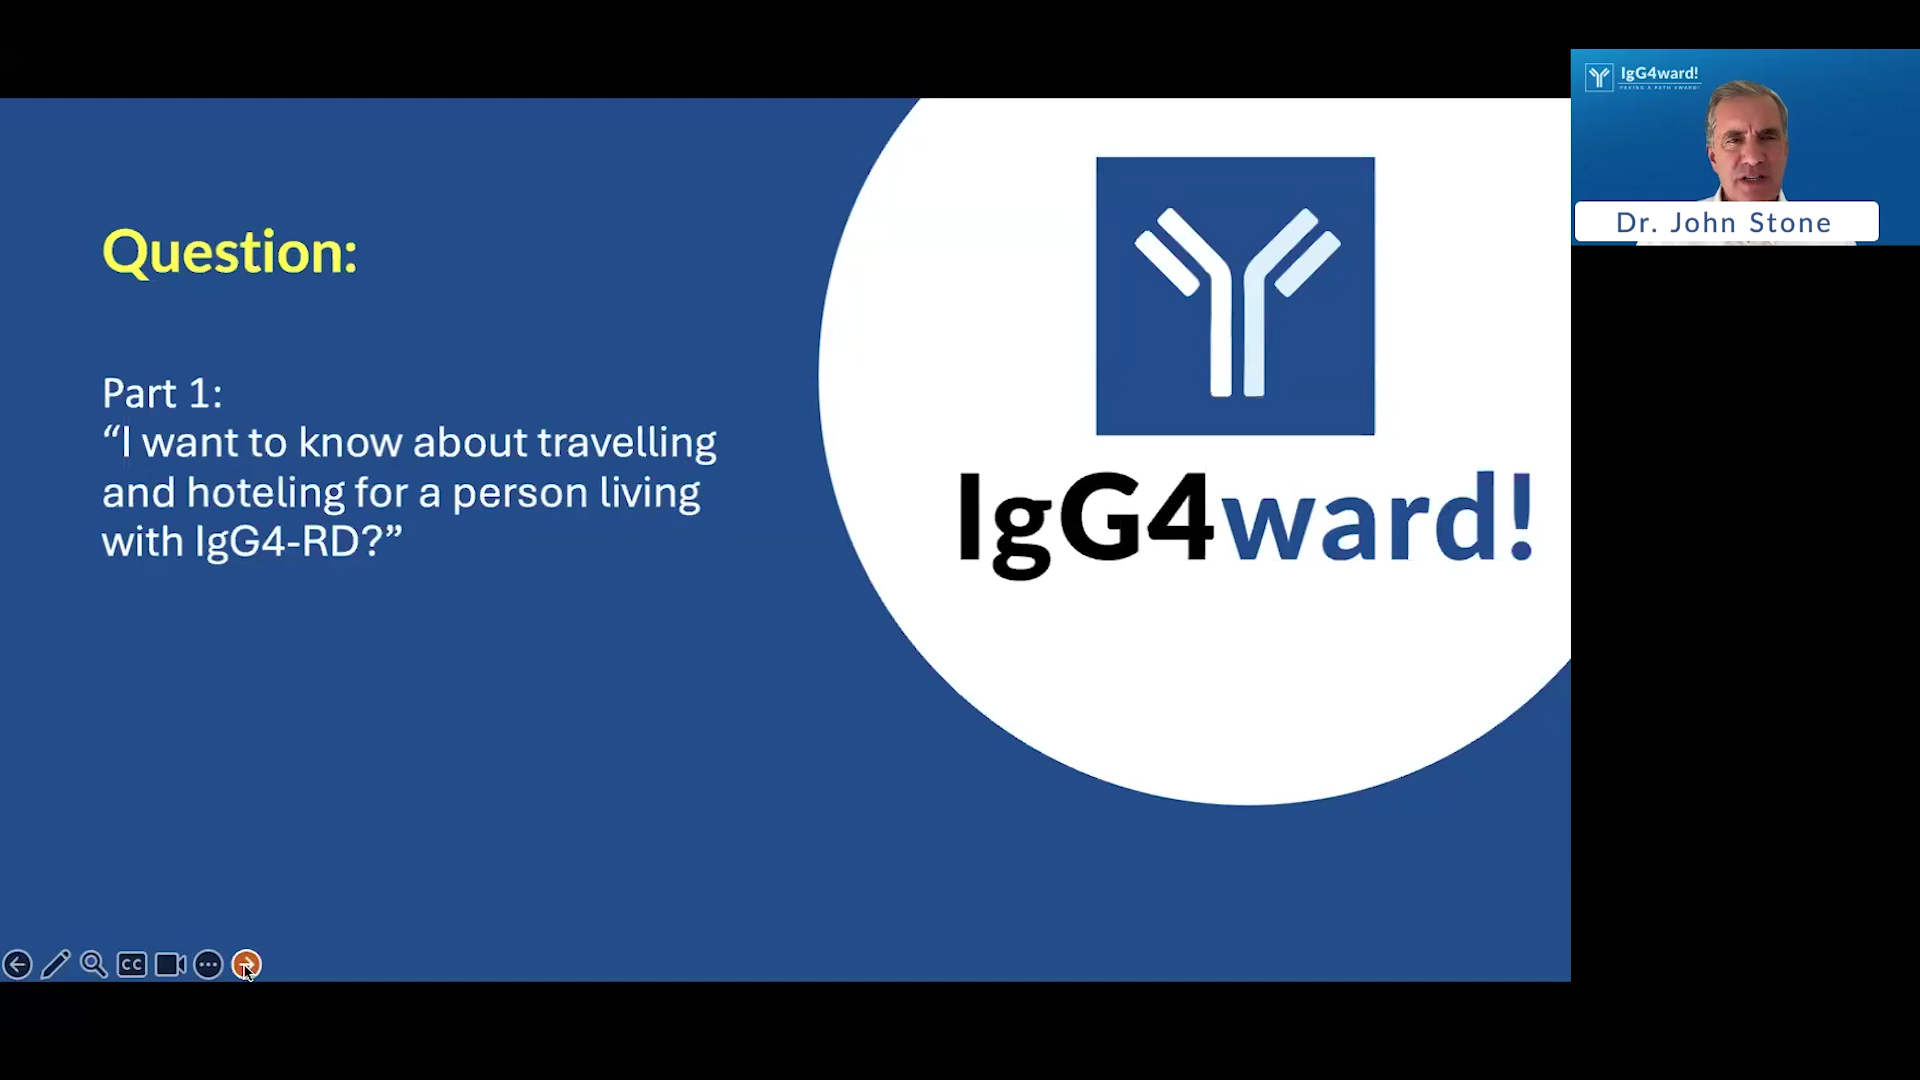 Question:
Part 1:
“I want to know about travelling
and hoteling for a person living
with IgG4-RD?”
IgG4ward!
IgG4ward!
Dr. John Stone
CC